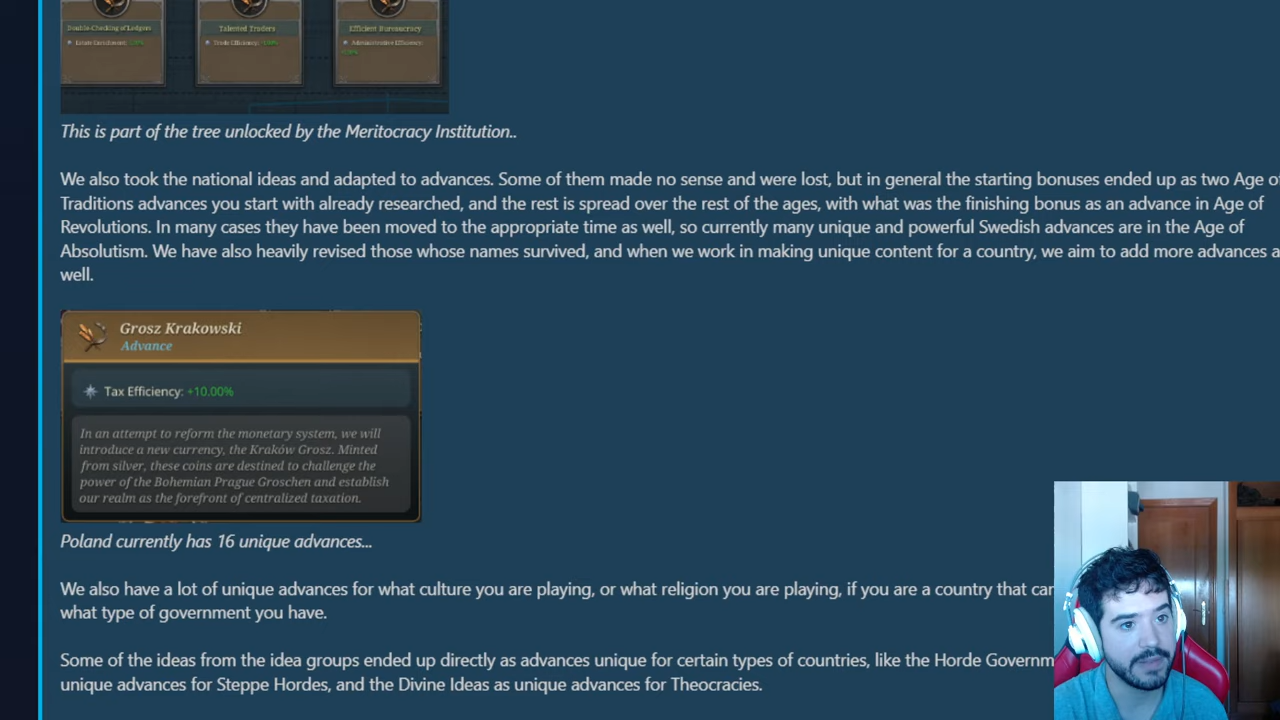 Double-Checking of Ledgers
Talented Traders
Efficient Bureaucracy
Estate Enrichment:
Trade Efficiency:
Administrative Efficiency:
This is part of the tree unlocked by the Meritocracy Institution..
We also took the national ideas and adapted to advances. Some of them made no sense and were lost, but in general the starting bonuses ended up as two Age of
Traditions advances you start with already researched, and the rest is spread over the rest of the ages, with what was the finishing bonus as an advance in Age of
Revolutions. In many cases they have been moved to the appropriate time as well, so currently many unique and powerful Swedish advances are in the Age of
Absolutism. We have also heavily revised those whose names survived, and when we work in making unique content for a country, we aim to add more advances a
well.
Grosz Krakowski
Advance
Tax Efficiency: +10.00%
In an attempt to reform the monetary system, we will
introduce a new currency, the Kraków Grosz. Minted
from silver, these coins are destined to challenge the
power of the Bohemian Prague Groschen and establish
our realm as the forefront of centralized taxation.
Poland currently has 16 unique advances...
We also have a lot of unique advances for what culture you are playing, or what religion you are playing, if you are a country that can
what type of government you have.
Some of the ideas from the idea groups ended up directly as advances unique for certain types of countries, like the Horde Governm
unique advances for Steppe Hordes, and the Divine Ideas as unique advances for Theocracies.